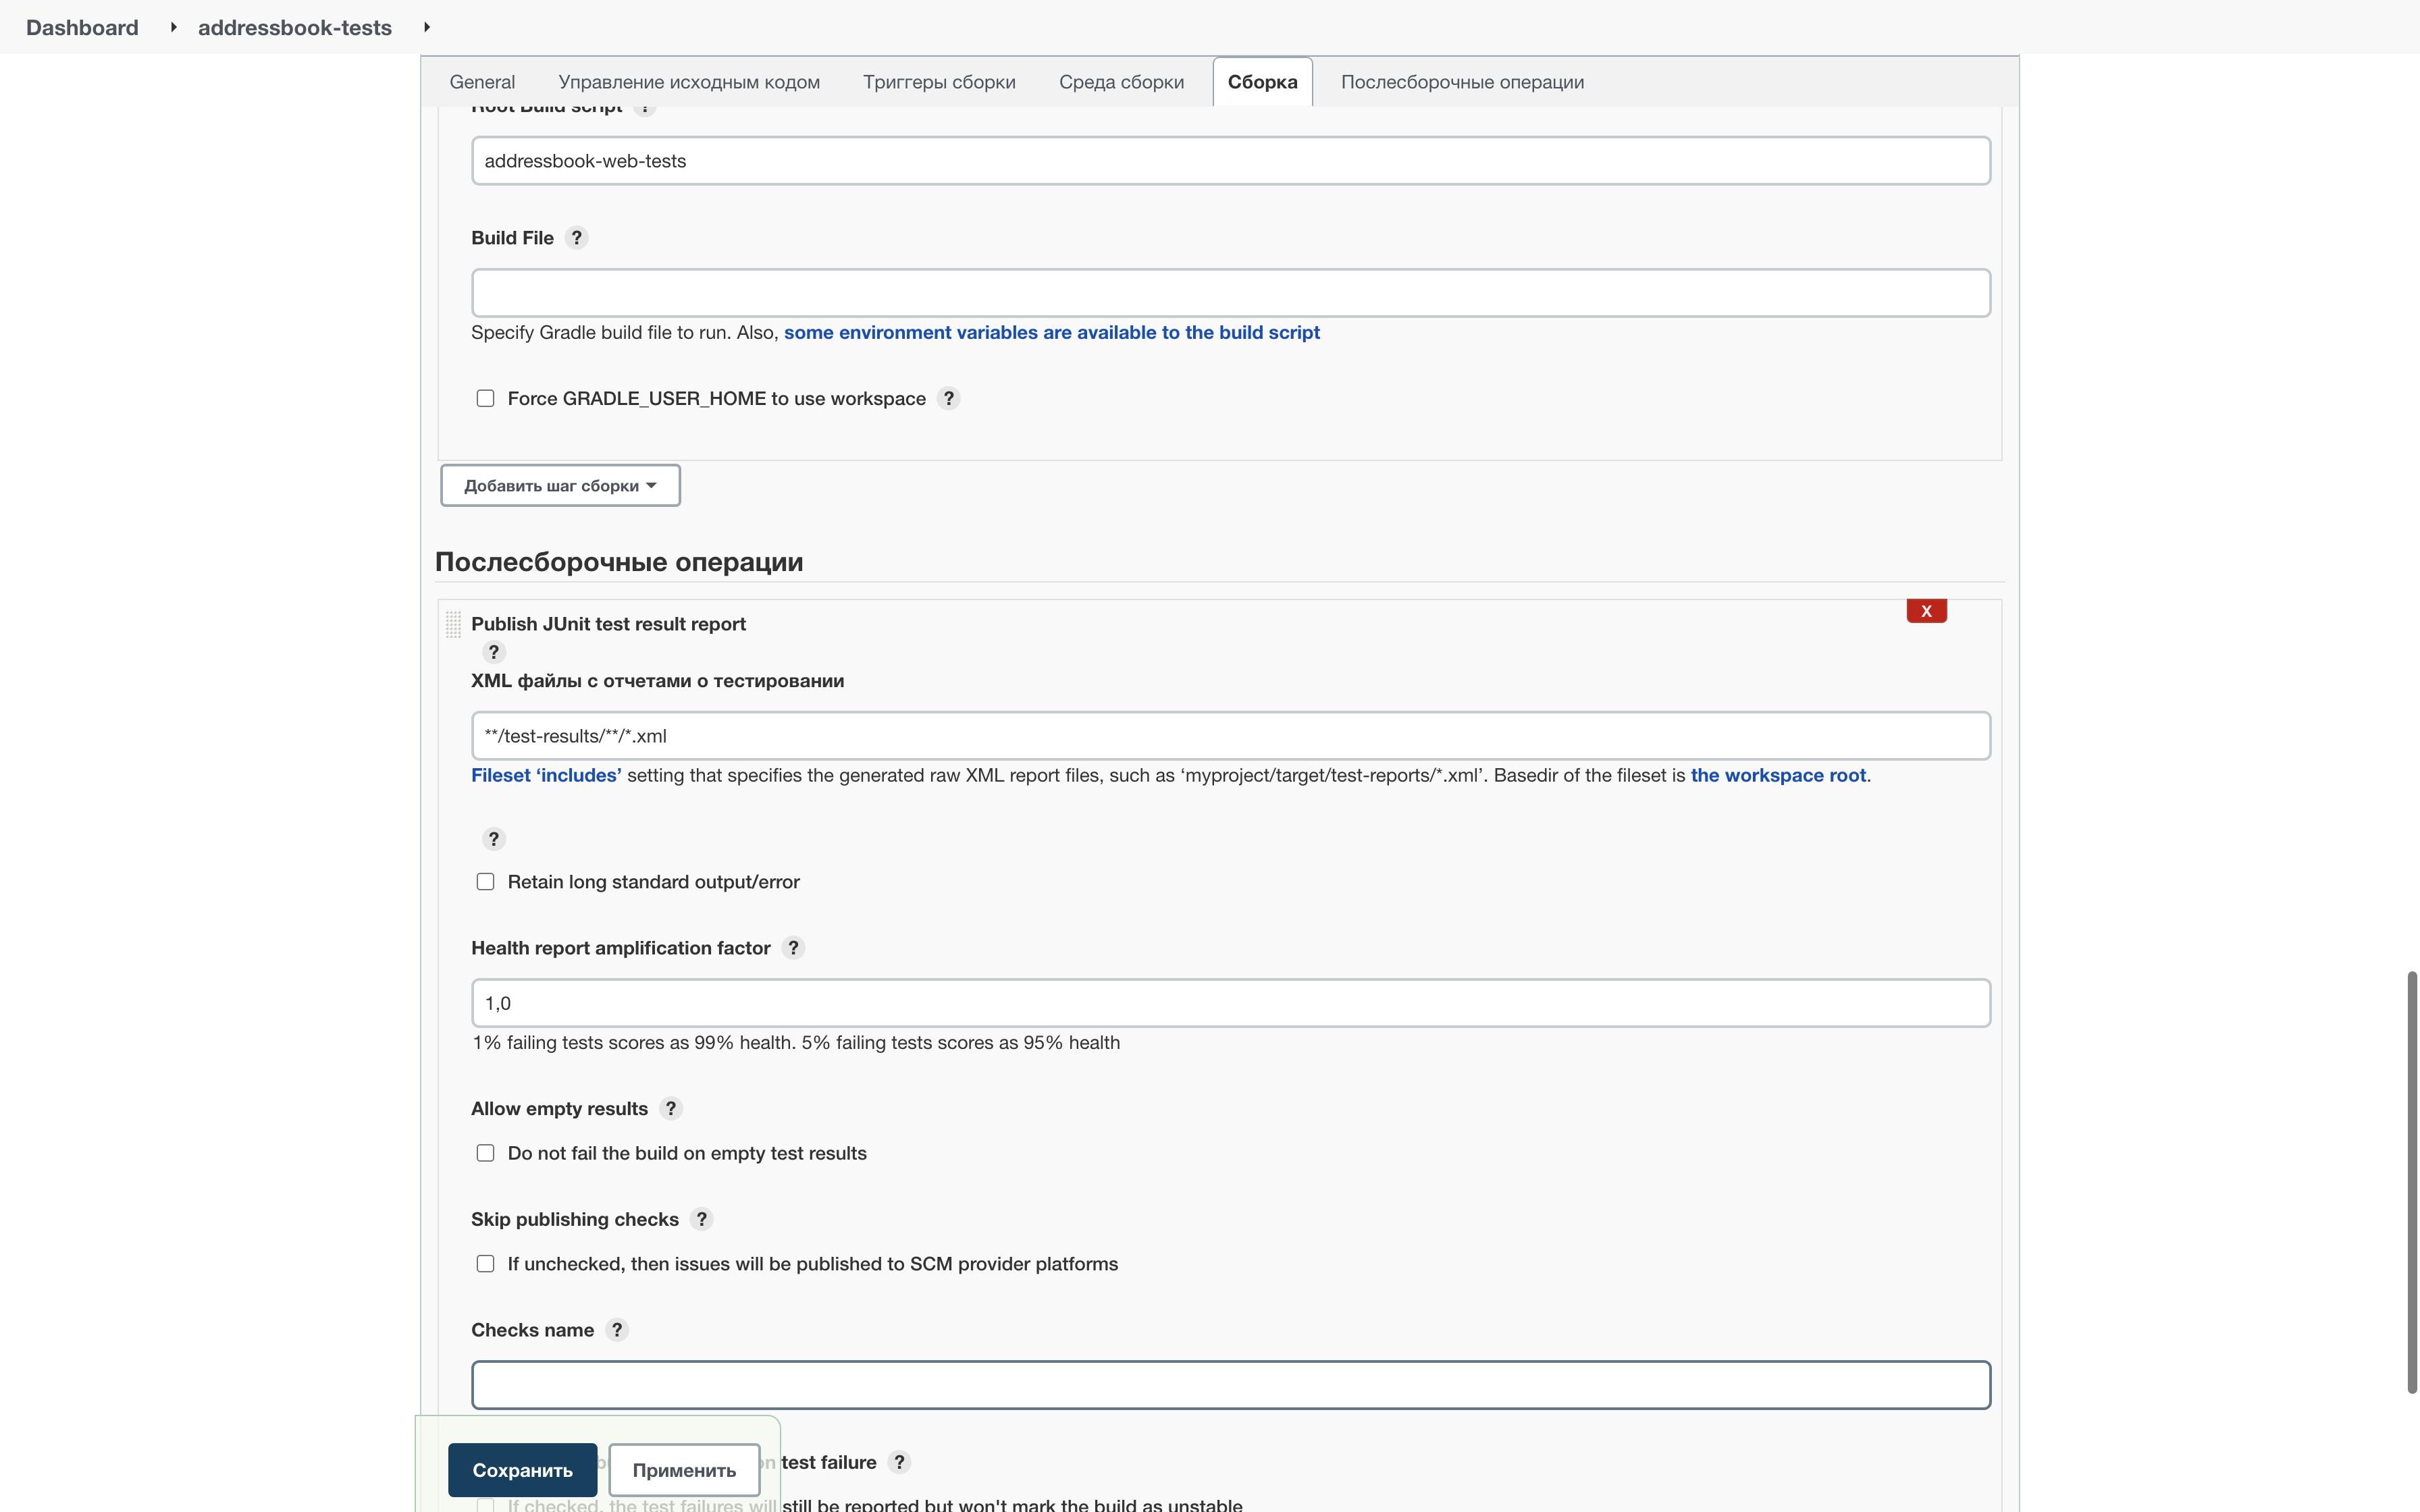 Dashboard
addressbook-tests
General
Управление исходным кодом
Триггеры сборки
Среда сборки
Сборка
Послесборочные операции
Root Build script ?
addressbook-web-tests
Build File ?
Specify Gradle build file to run. Also, some environment variables are available to the build script
Force GRADLE_USER_HOME to use workspace ?
Добавить шаг сборки
Послесборочные операции
X
Publish JUnit test result report
?
XML файлы с отчетами о тестировании
**/test-results/**/*.xml
Fileset ‘includes’ setting that specifies the generated raw XML report files, such as ‘myproject/target/test-reports/*.xml’. Basedir of the fileset is the workspace root.
?
Retain long standard output/error
Health report amplification factor ?
1,0
1% failing tests scores as 99% health. 5% failing tests scores as 95% health
Allow empty results ?
Do not fail the build on empty test results
Skip publishing checks ?
If unchecked, then issues will be published to SCM provider platforms
Checks name ?
test failure ?
Сохранить
Применить
If checked, the test failures will still be reported but won't mark the build as unstable